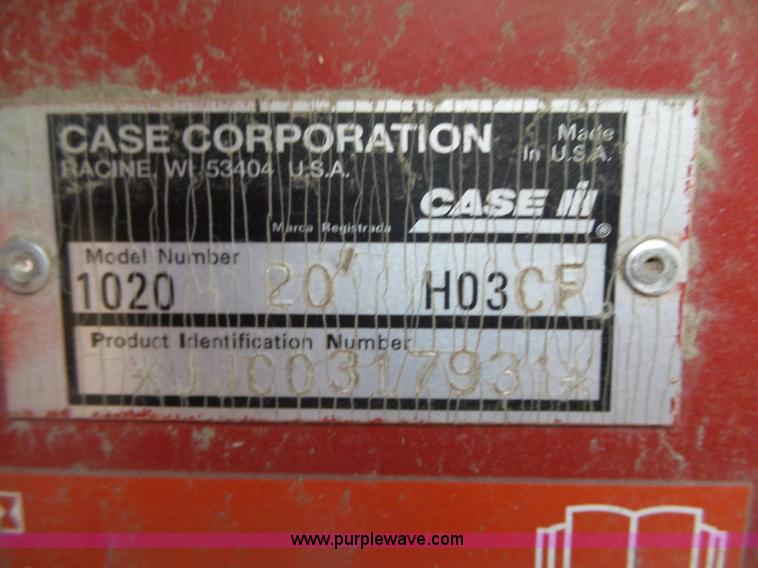 CASE CORPORATION
RACINE, WI. 53404 U.S.A.
Made
In U.S.A.
CASE IH
Marca Registrada ®
Model Number
1020 20' H03CF
Product Identification Number
*JJC0317931*
www.purplewave.com